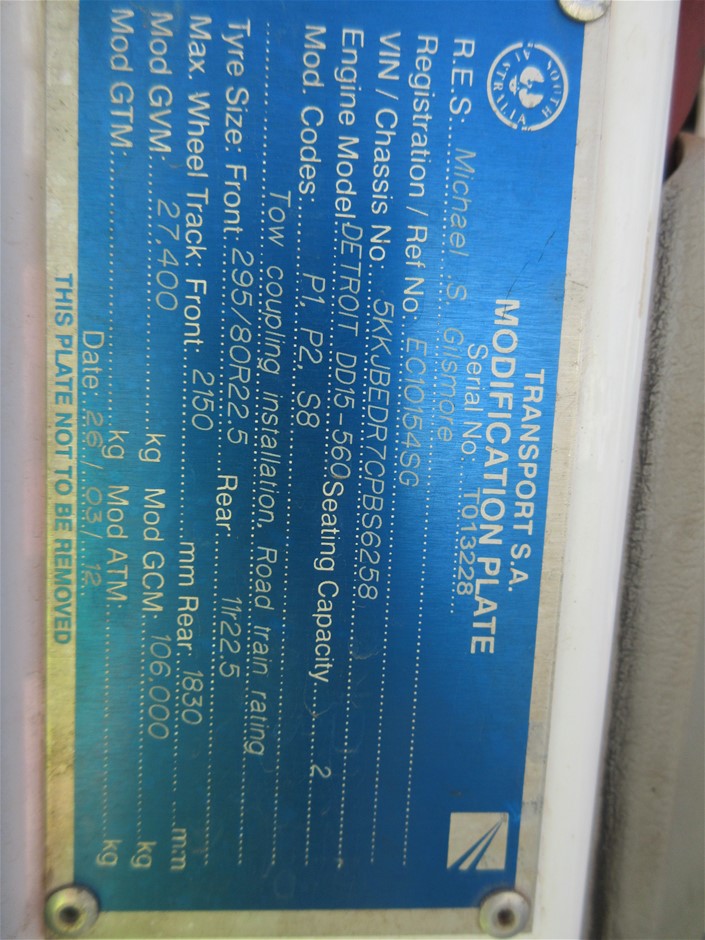 SOUTH AUSTRALIA
TRANSPORT S.A.
MODIFICATION PLATE
Serial No: T013228
R.E.S: Michael .S. Gilsmore
Registration / Ref No: EC10154SG
VIN / Chassis No: 5KKJBEDR7CPBS6258
Engine Model: DETROIT DD15-560 Seating Capacity 2
Mod. Codes: P1, P2, S8
Tow coupling installation, Road train rating
Tyre Size: Front: 295/80R22.5 Rear: 11r22.5
Max. Wheel Track: Front: 2150 mm Rear: 1830 mm
Mod GVM: 27,400 kg Mod GCM: 106,000 kg
Mod GTM: kg Mod ATM: kg
Date: 26 / 03 / 12
THIS PLATE NOT TO BE REMOVED